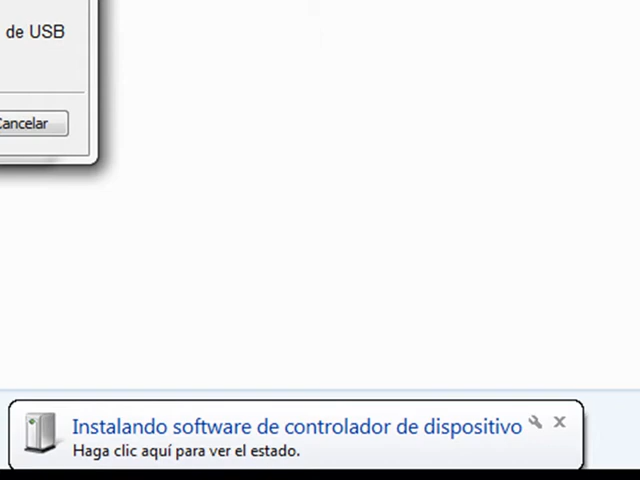 de USB
Cancelar
Instalando software de controlador de dispositivo
Haga clic aquí para ver el estado.